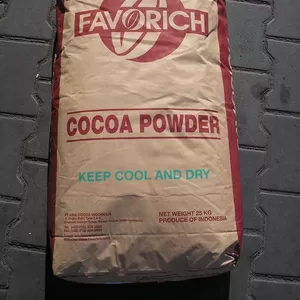 FAVORICH
COCOA POWDER
KEEP COOL AND DRY
NET WEIGHT 25 KG
PRODUCE OF INDONESIA